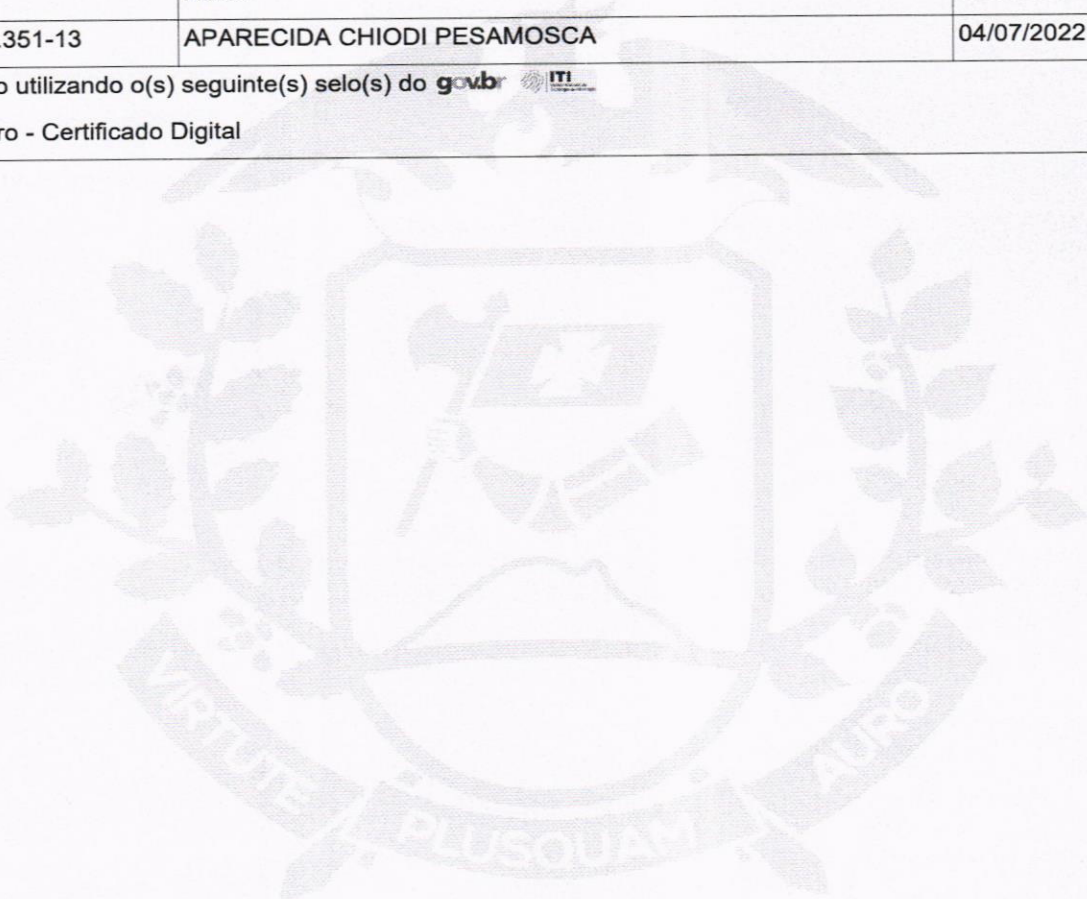 .351-13 APARECIDA CHIODI PESAMOSCA 04/07/2022
o utilizando o(s) seguinte(s) selo(s) do gov.br ITI
ro - Certificado Digital
VIRTUTE PLUSQUAM AURO